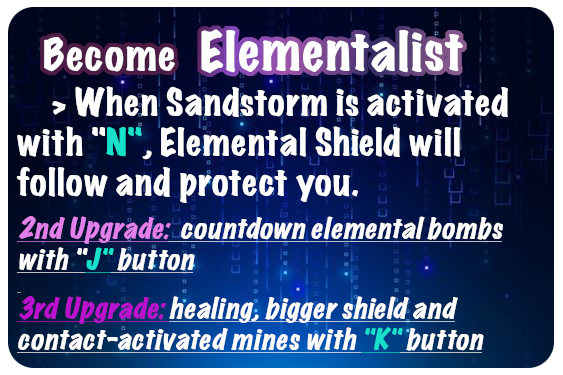 Become Elementalist
> When Sandstorm is activated
with "N", Elemental Shield will
follow and protect you.
2nd Upgrade: countdown elemental bombs
with "J" button
3rd Upgrade: healing, bigger shield and
contact-activated mines with "K" button